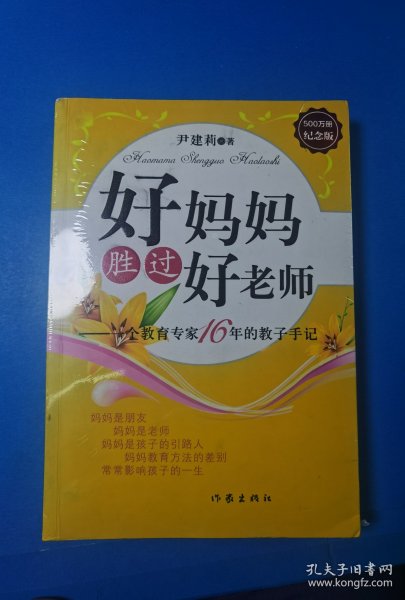 500万册
纪念版
尹建莉 著
Haomama Shengguo Haolaoshi
好妈妈
胜过
好老师
——一个教育专家16年的教子手记
妈妈是朋友
妈妈是老师
妈妈是孩子的引路人
妈妈教育方法的差别
常常影响孩子的一生
作家出版社
孔夫子旧书网
www.kongfz.com